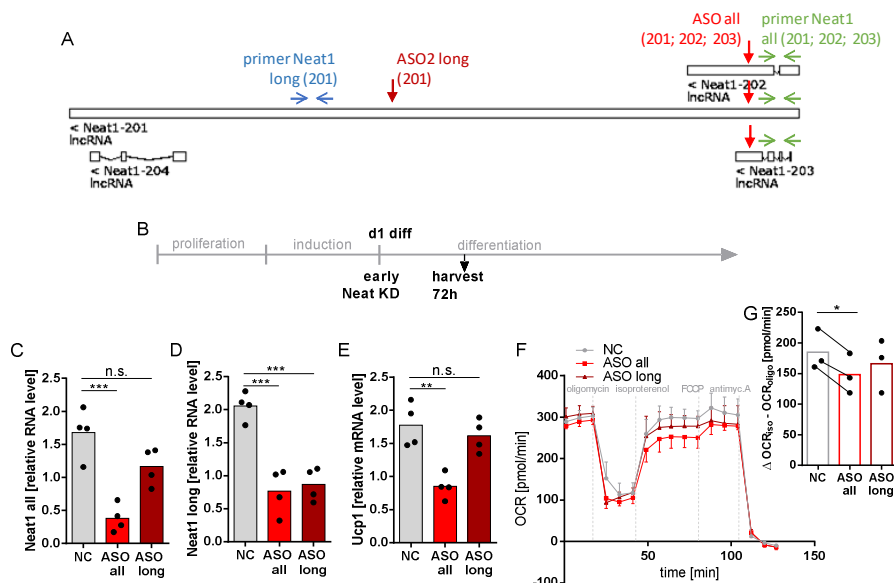 A
primer Neat1
long (201)
ASO2 long
(201)
ASO all
(201; 202; 203)
primer Neat1
all (201; 202; 203)
< Neat1-202
lncRNA
< Neat1-201
lncRNA
< Neat1-204
lncRNA
< Neat1-203
lncRNA
B
proliferation
induction
d1 diff
differentiation
early
Neat KD
harvest
72h
C
Neat1 all [relative RNA level]
2.5
2.0
1.5
1.0
0.5
0.0
n.s.
***
NC
ASO
all
ASO
long
D
Neat1 long [relative RNA level]
2.5
2.0
1.5
1.0
0.5
0.0
***
***
NC
ASO
all
ASO
long
E
Ucp1 [relative mRNA level]
2.5
2.0
1.5
1.0
0.5
0.0
n.s.
**
NC
ASO
all
ASO
long
F
NC
ASO all
ASO long
oligomycin
isoproterenol
FCCP
antimyc.A
OCR [pmol/min]
400
300
200
100
0
-100
50
100
150
time [min]
G
Δ OCRiso - OCRoligo [pmol/min]
250
200
150
100
50
0
*
NC
ASO
all
ASO
long